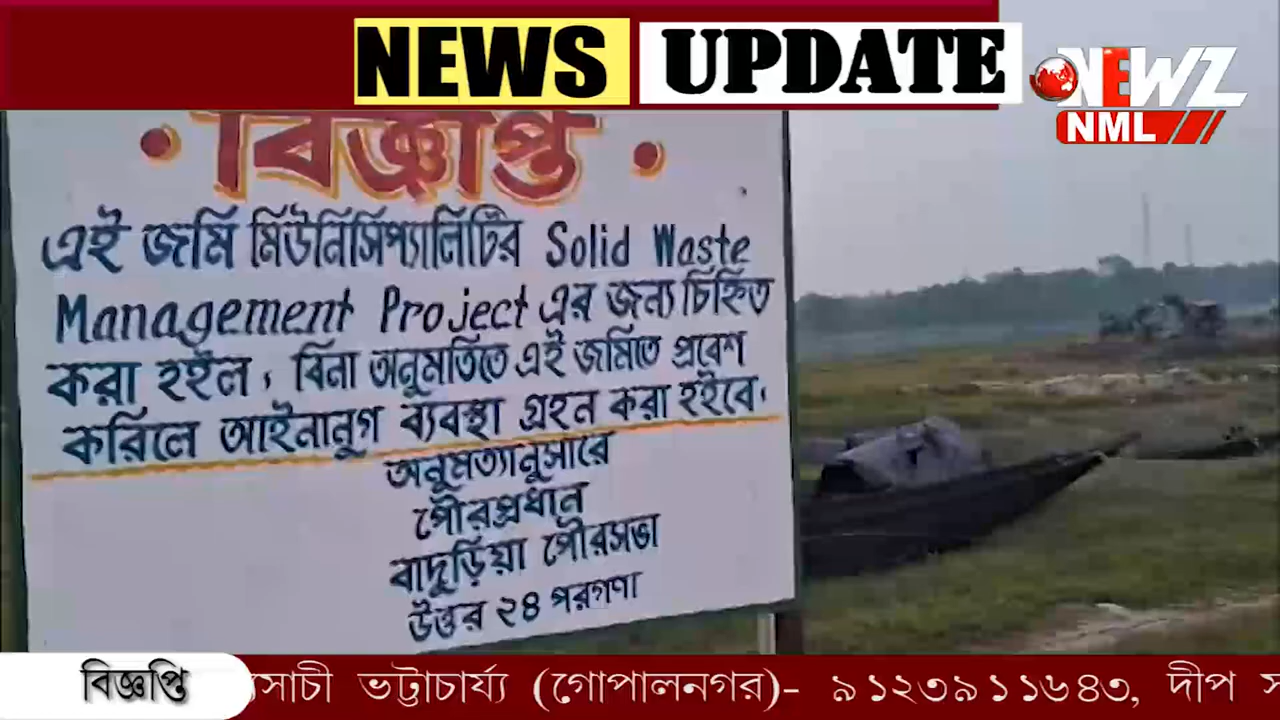 NEWS UPDATE
NEWZ
NML
• বিজ্ঞপ্তি •
এই জমি মিউনিসিপ্যালিটির Solid Waste
Management Project এর জন্য চিহ্নিত
করা হইল। বিনা অনুমতিতে এই জমিতে প্রবেশ
করিলে আইনানুগ ব্যবস্থা গ্রহন করা হইবে।
অনুমত্যানুসারে
পৌরপ্রধান
বাদুড়িয়া পৌরসভা
উত্তর ২৪ পরগণা
বিজ্ঞপ্তি
সোচী ভট্টাচার্য্য (গোপালনগর)- ৯১২৩৯১১৬৪৩, দীপ